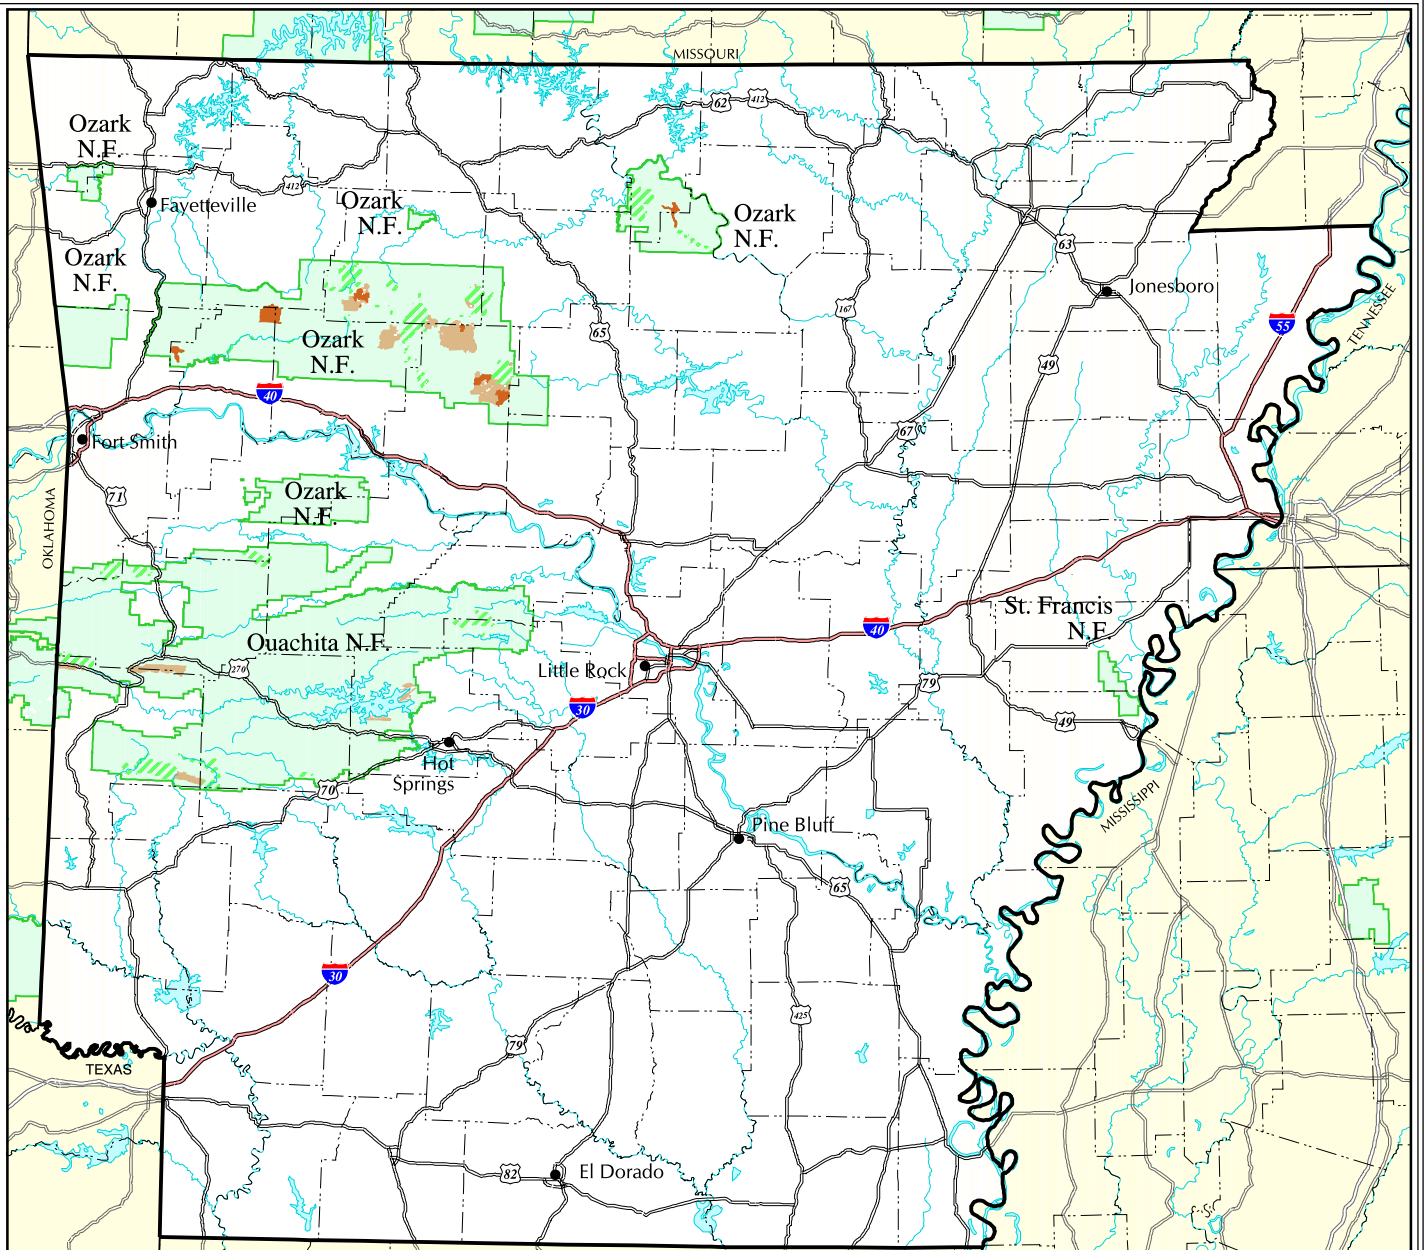 MISSOURI
62
412
Ozark
N.F.
412
Fayetteville
Ozark
N.F.
Ozark
N.F.
63
Ozark
N.F.
Jonesboro
TENNESSEE
167
55
65
Ozark
N.F.
49
40
67
Fort Smith
71
Ozark
N.F.
OKLAHOMA
St. Francis
N.F.
40
Ouachita N.F.
270
Little Rock
79
30
49
Hot
Springs
70
MISSISSIPPI
Pine Bluff
65
30
425
79
TEXAS
82
El Dorado